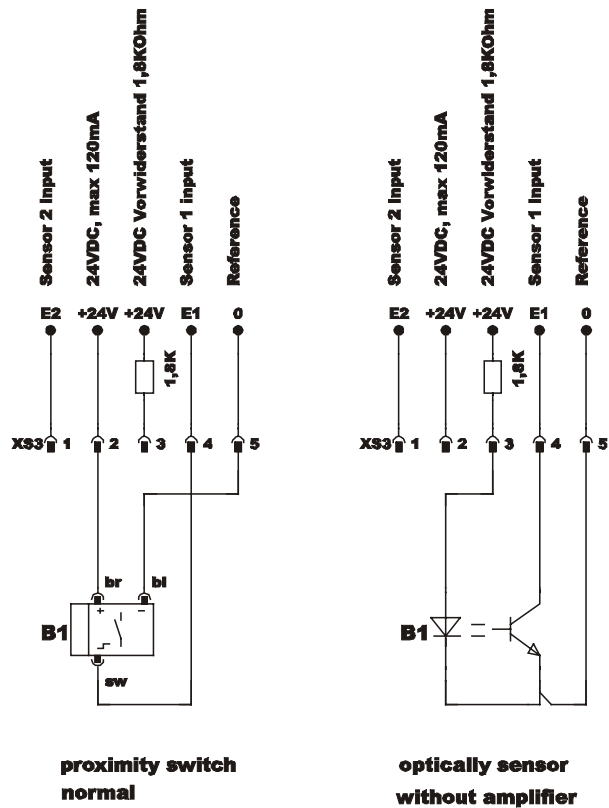 Sensor 2 input
24VDC, max 120mA
24VDC Vorwiderstand 1,8KOhm
Sensor 1 input
Reference
E2 +24V +24V E1 0
1,8K
XS3 1 2 3 4 5
br bl
+ -
B1
sw
proximity switch
normal
Sensor 2 Input
24VDC, max 120mA
24VDC Vorwiderstand 1,8KOhm
Sensor 1 Input
Reference
E2 +24V +24V E1 0
1,8K
XS3 1 2 3 4 5
B1
optically sensor
without amplifier